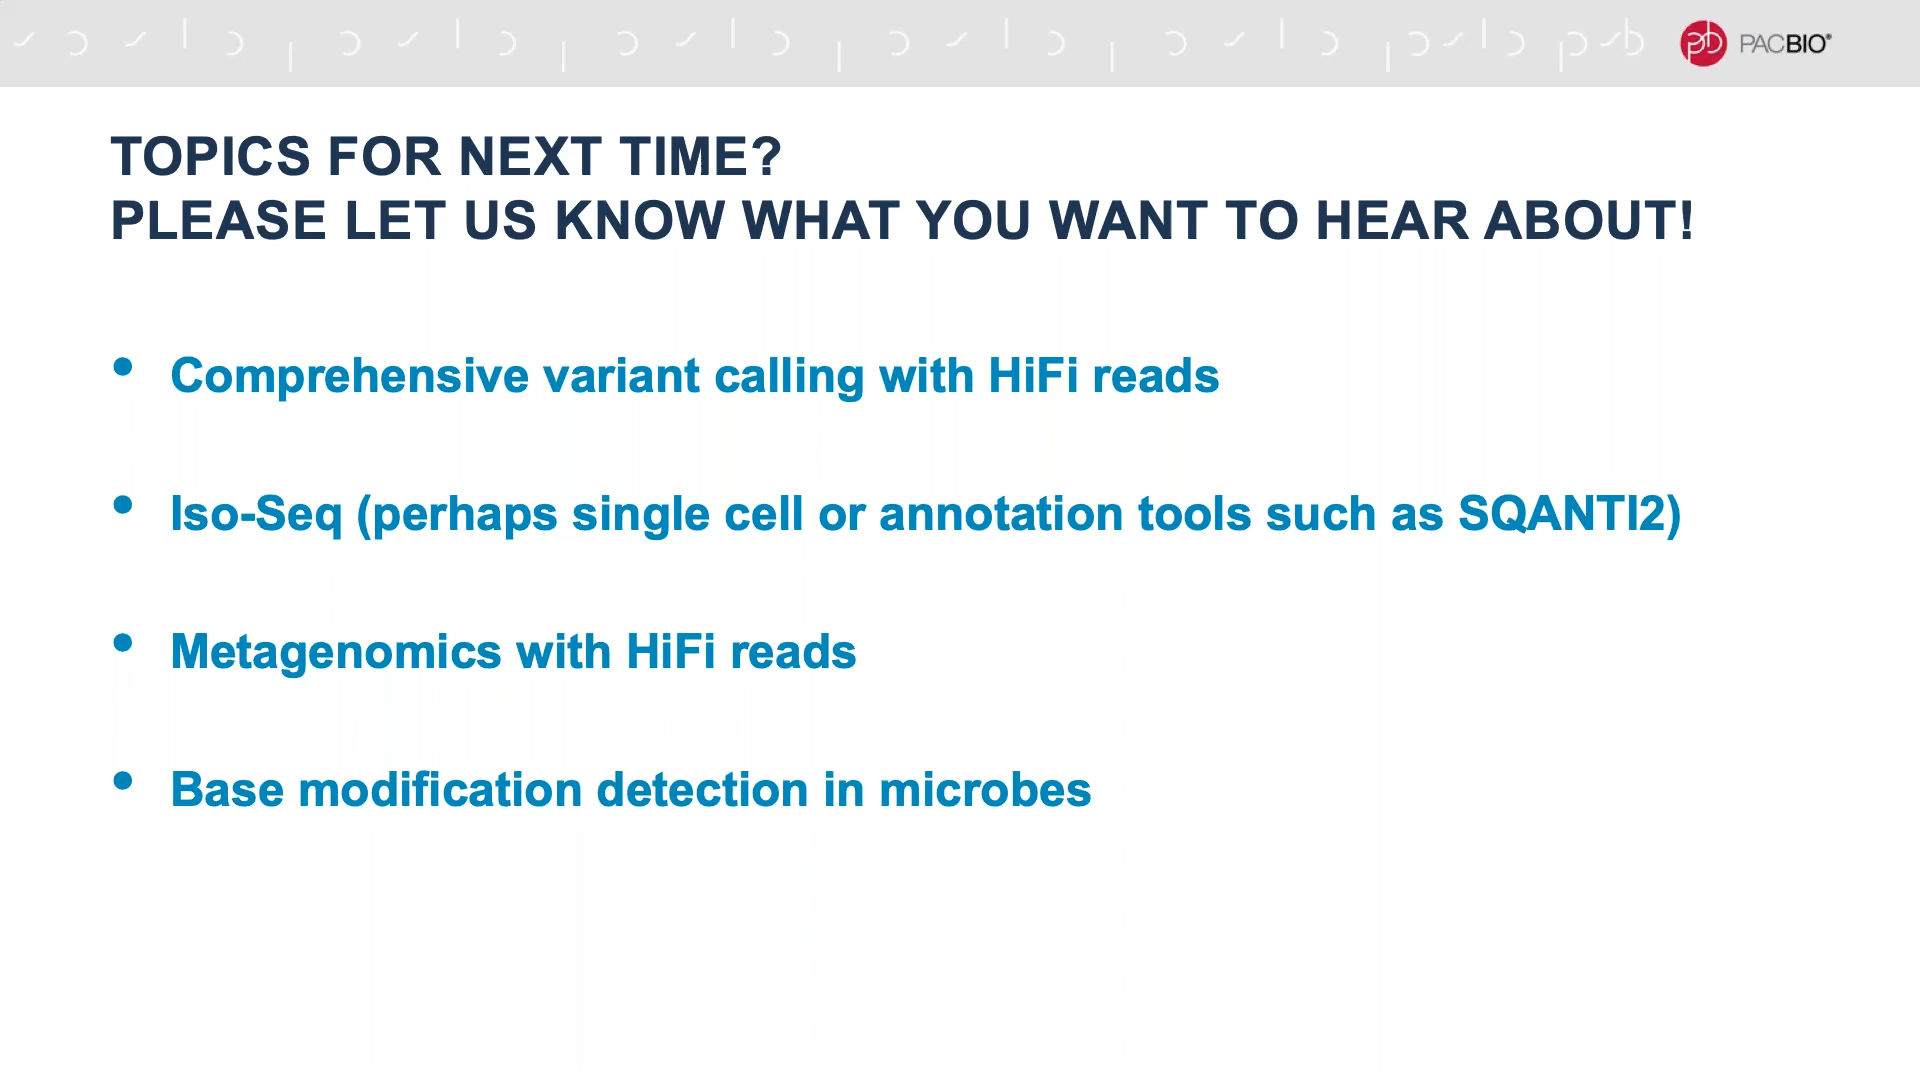 PACBIO®
TOPICS FOR NEXT TIME?
PLEASE LET US KNOW WHAT YOU WANT TO HEAR ABOUT!
• Comprehensive variant calling with HiFi reads
• Iso-Seq (perhaps single cell or annotation tools such as SQANTI2)
• Metagenomics with HiFi reads
• Base modification detection in microbes